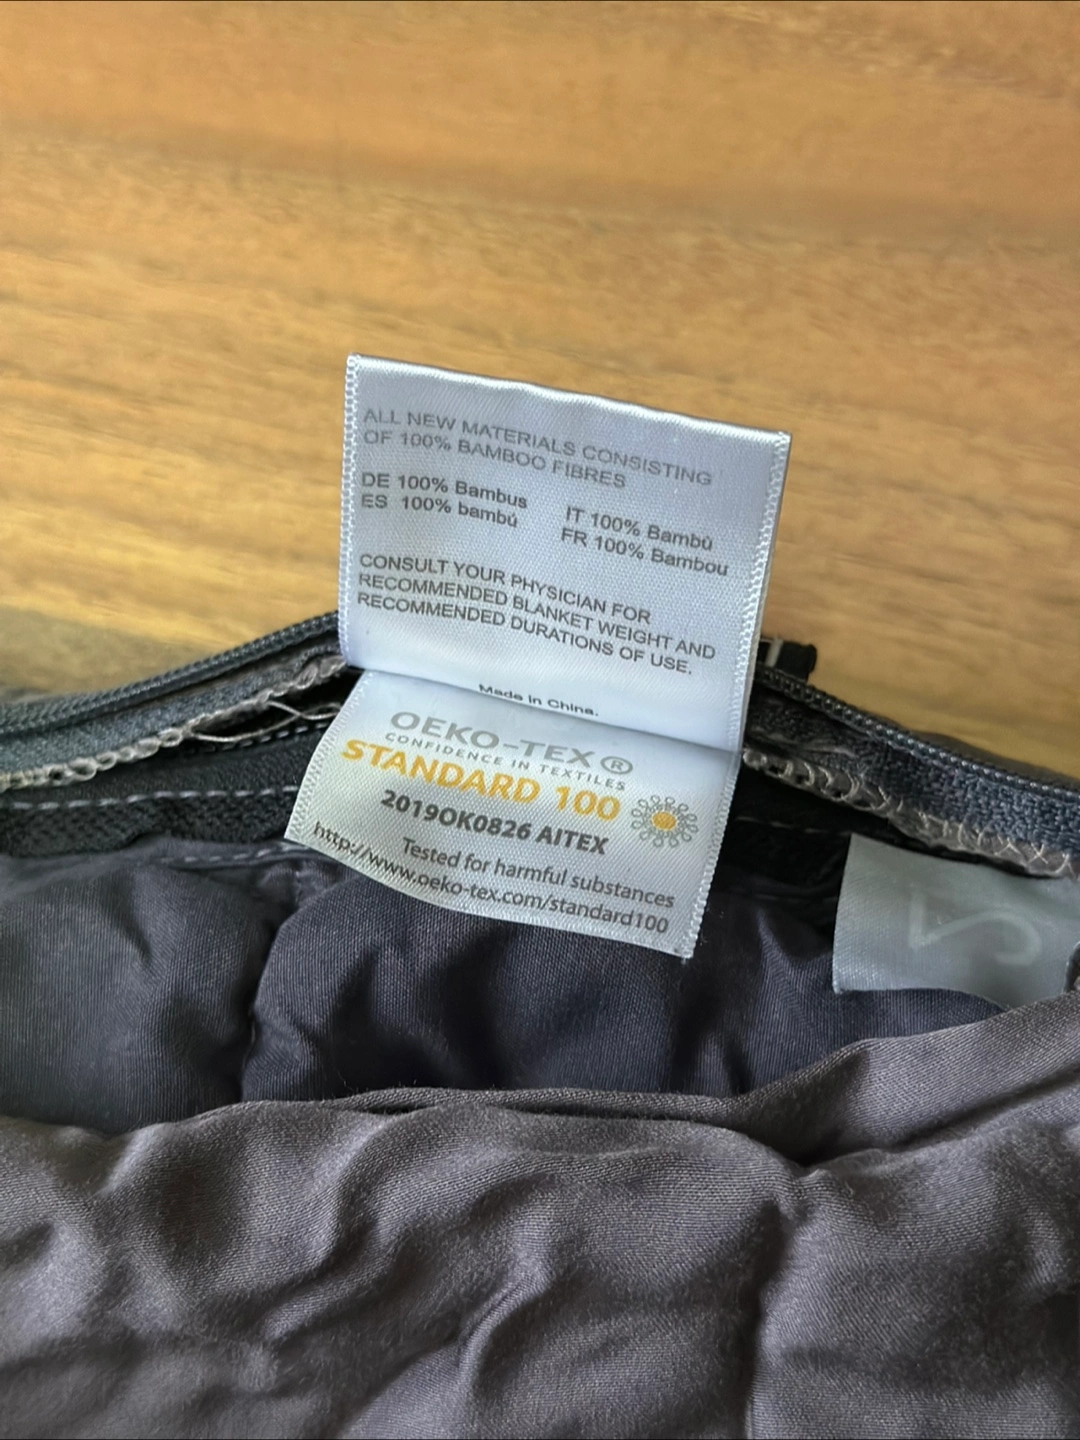 ALL NEW MATERIALS CONSISTING
OF 100% BAMBOO FIBRES
DE 100% Bambus
ES 100% bambú
IT 100% Bambù
FR 100% Bambou
CONSULT YOUR PHYSICIAN FOR
RECOMMENDED BLANKET WEIGHT AND
RECOMMENDED DURATIONS OF USE.
Made in China.
OEKO-TEX®
CONFIDENCE IN TEXTILES
STANDARD 100
2019OK0826 AITEX
Tested for harmful substances
http://www.oeko-tex.com/standard100